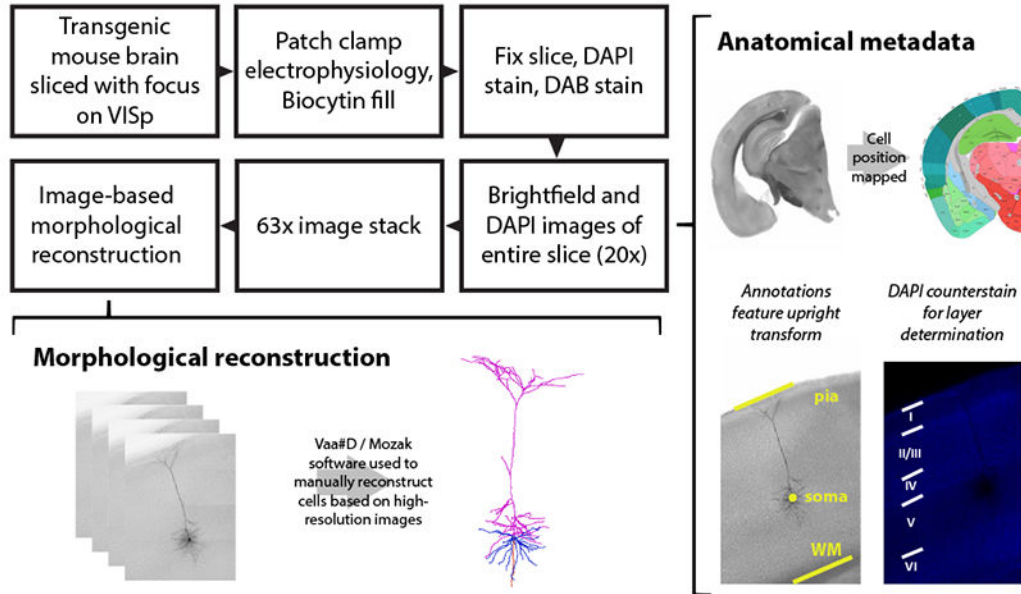 Transgenic
mouse brain
sliced with focus
on VISp
Patch clamp
electrophysiology,
Biocytin fill
Fix slice, DAPI
stain, DAB stain
Image-based
morphological
reconstruction
63x image stack
Brightfield and
DAPI images of
entire slice (20x)
Morphological reconstruction
Vaa#D / Mozak
software used to
manually reconstruct
cells based on high-
resolution images
Anatomical metadata
Cell
position
mapped
Annotations
feature upright
transform
DAPI counterstain
for layer
determination
pia
soma
WM
I
II/III
IV
V
VI